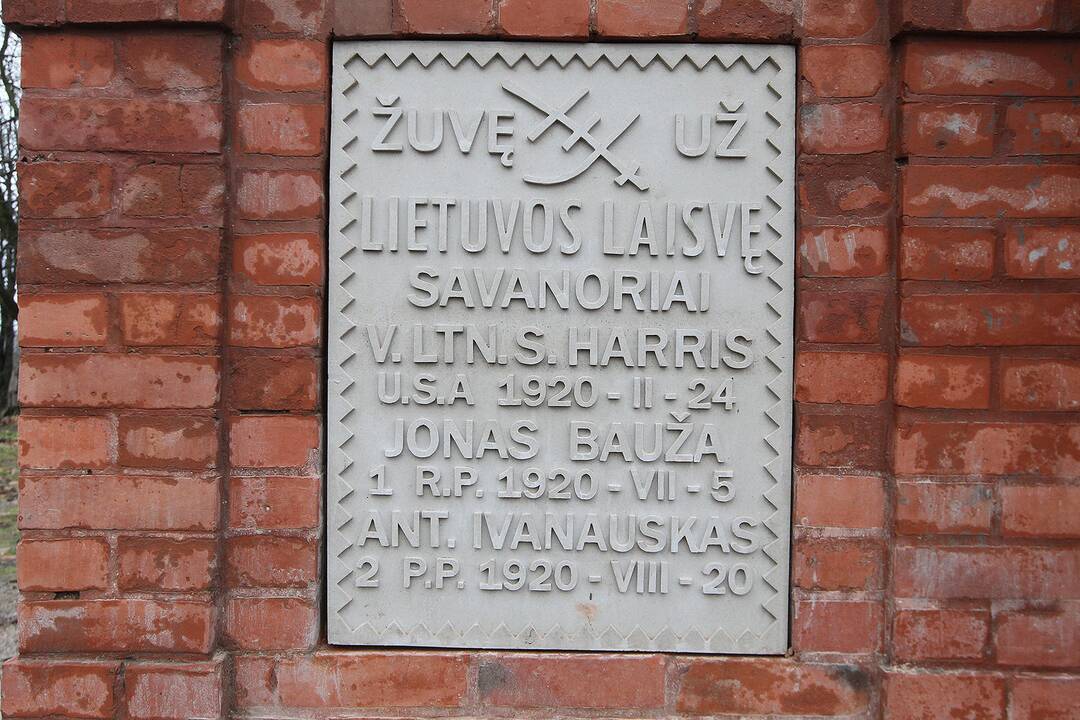 ŽUVĘ UŽ
LIETUVOS LAISVĘ
SAVANORIAI
V. LTN. S. HARRIS
U.S.A 1920 - II - 24
JONAS BAUŽA
1 R.P. 1920 - VII - 5
ANT. IVANAUSKAS
2 P.P. 1920 - VIII - 20